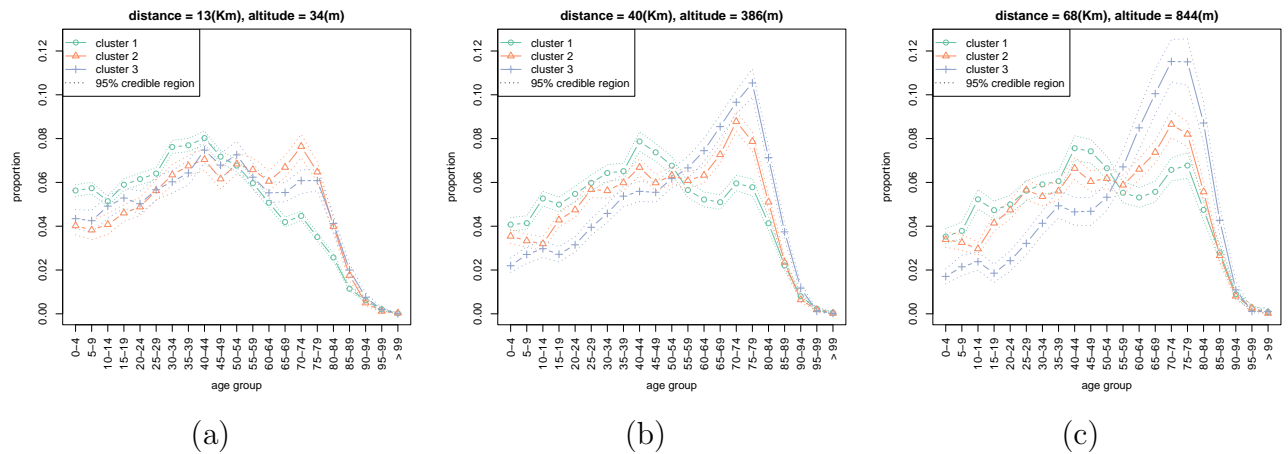 distance = 13(Km), altitude = 34(m)
proportion
0.00 0.02 0.04 0.06 0.08 0.10 0.12
cluster 1
cluster 2
cluster 3
95% credible region
0−4 5−9 10−14 15−19 20−24 25−29 30−34 35−39 40−44 45−49 50−54 55−59 60−64 65−69 70−74 75−79 80−84 85−89 90−94 95−99 > 99
age group
(a)
distance = 40(Km), altitude = 386(m)
proportion
0.00 0.02 0.04 0.06 0.08 0.10 0.12
cluster 1
cluster 2
cluster 3
95% credible region
0−4 5−9 10−14 15−19 20−24 25−29 30−34 35−39 40−44 45−49 50−54 55−59 60−64 65−69 70−74 75−79 80−84 85−89 90−94 95−99 > 99
age group
(b)
distance = 68(Km), altitude = 844(m)
proportion
0.00 0.02 0.04 0.06 0.08 0.10 0.12
cluster 1
cluster 2
cluster 3
95% credible region
0−4 5−9 10−14 15−19 20−24 25−29 30−34 35−39 40−44 45−49 50−54 55−59 60−64 65−69 70−74 75−79 80−84 85−89 90−94 95−99 > 99
age group
(c)